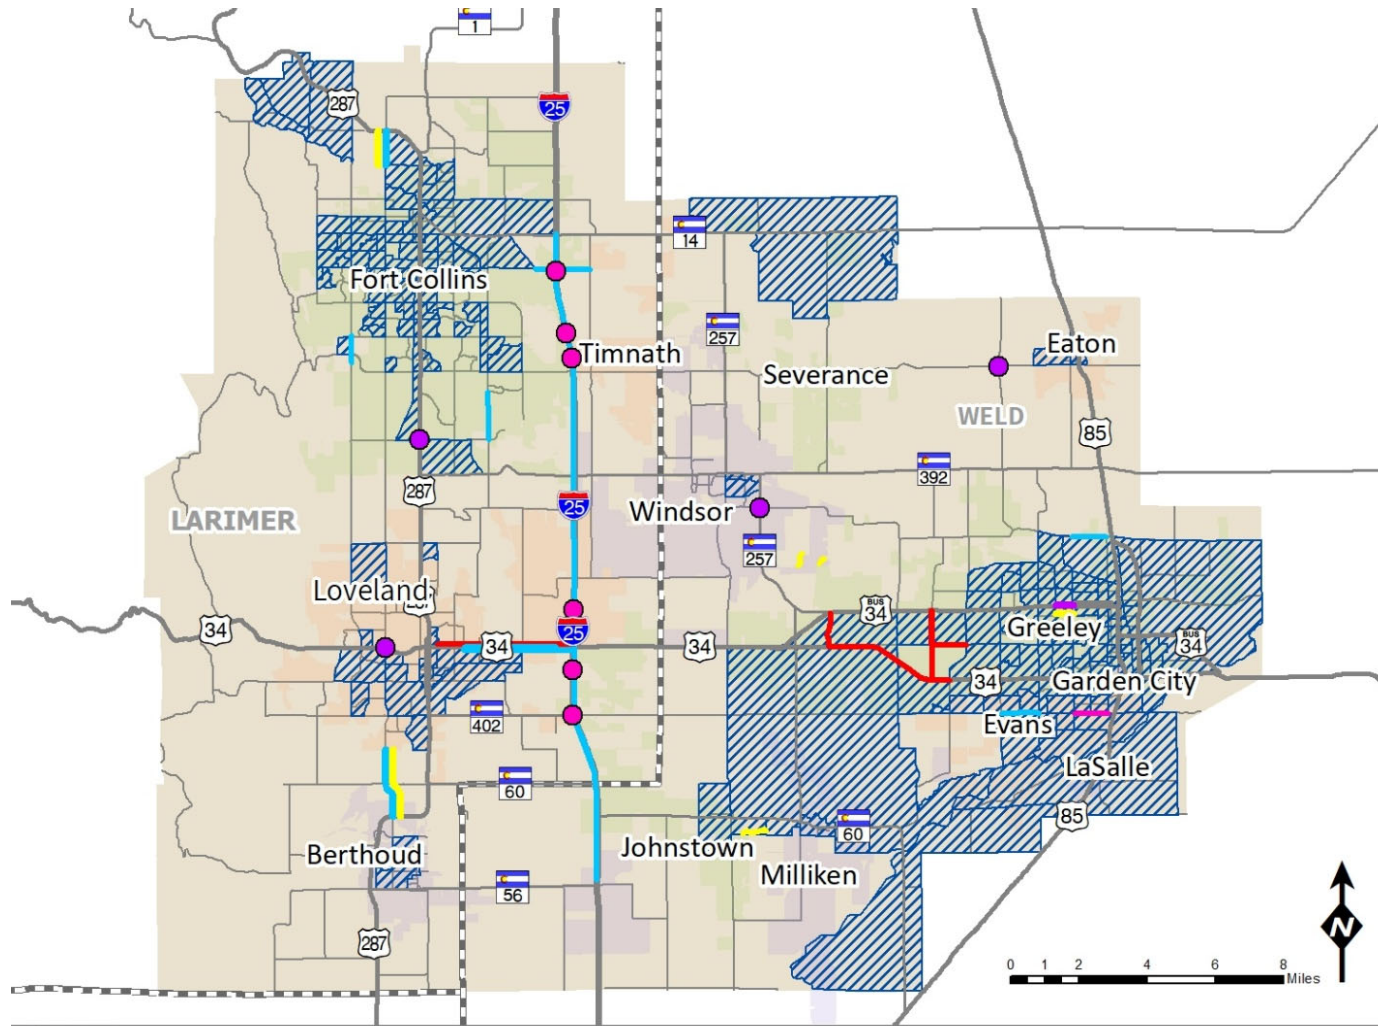 1
287
25
14
Fort Collins
257
Eaton
Timnath
Severance
WELD
85
392
287
25
LARIMER
Windsor
257
Loveland
BUS
34
34
25
34
34
Greeley
BUS
34
34
Garden City
402
Evans
LaSalle
60
60
85
Johnstown
Berthoud
Milliken
56
287
N
0 1 2 4 6 8
Miles